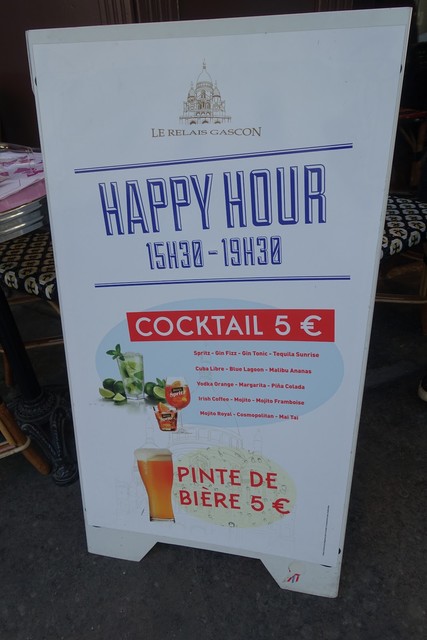 LE RELAIS GASCON
HAPPY HOUR
15H30 - 19H30
COCKTAIL 5 €
Spritz - Gin Fizz - Gin Tonic - Tequila Sunrise
Cuba Libre - Blue Lagoon - Malibu Ananas
Vodka Orange - Margarita - Piña Colada
Irish Coffee - Mojito - Mojito Framboise
Mojito Royal - Cosmopolitan - Mai Tai
PINTE DE
BIÈRE 5 €